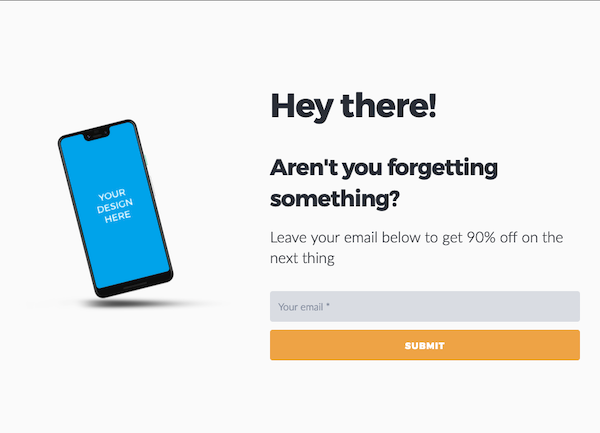 Hey there!
Aren't you forgetting
something?
Leave your email below to get 90% off on the
next thing
Your email *
SUBMIT
YOUR
DESIGN
HERE